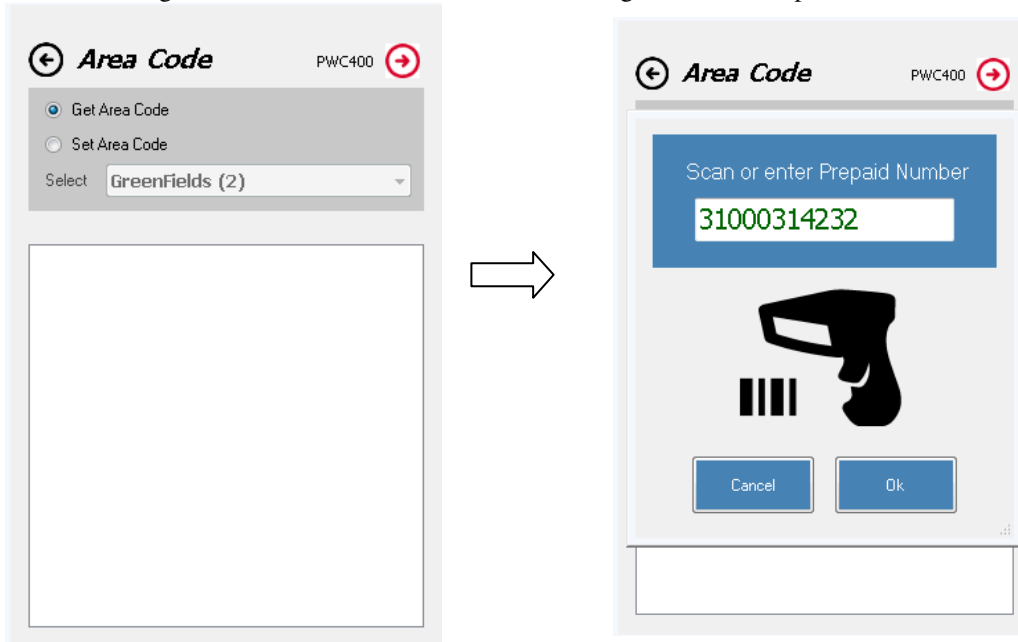 Area Code PWC400
Get Area Code
Set Area Code
Select GreenFields (2)
Area Code PWC400
Scan or enter Prepaid Number
31000314232
Cancel Ok